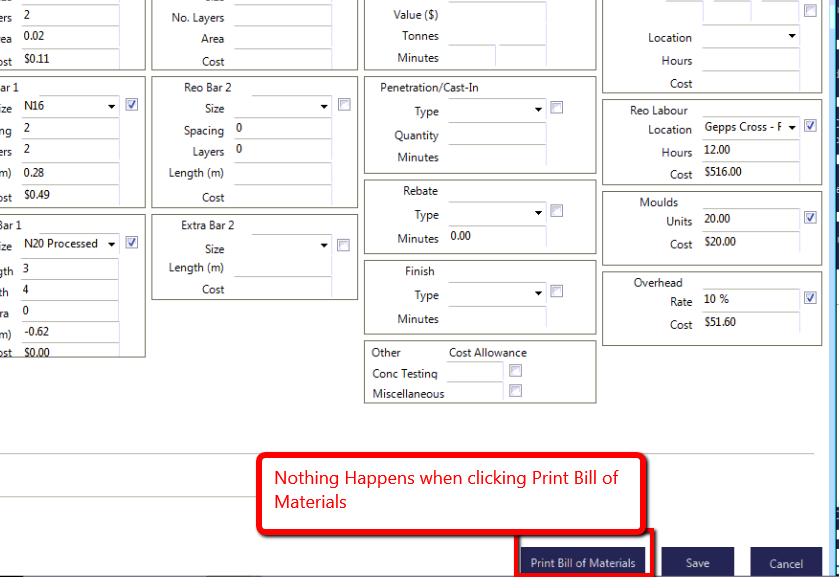 ers 2
ea 0.02
ost $0.11
No. Layers
Area
Cost
Value ($)
Tonnes
Minutes
Location
Hours
Cost
ar 1
ize N16
ng 2
ers 2
m) 0.28
ost $0.49
Reo Bar 2
Size
Spacing 0
Layers 0
Length (m)
Cost
Penetration/Cast-In
Type
Quantity
Minutes
Reo Labour
Location Gepps Cross - F
Hours 12.00
Cost $516.00
Rebate
Type
Minutes 0.00
Moulds
Units 20.00
Cost $20.00
Bar 1
ize N20 Processed
gth 3
th 4
ra 0
m) -0.62
ost $0.00
Extra Bar 2
Size
Length (m)
Cost
Finish
Type
Minutes
Overhead
Rate 10 %
Cost $51.60
Other Cost Allowance
Conc Testing
Miscellaneous
Nothing Happens when clicking Print Bill of
Materials
Print Bill of Materials Save Cancel